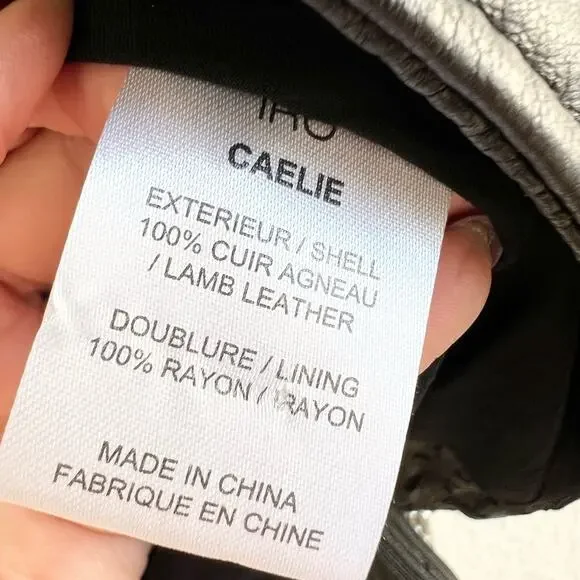 IRO
CAELIE
EXTERIEUR / SHELL
100% CUIR AGNEAU
/ LAMB LEATHER
DOUBLURE / LINING
100% RAYON / RAYON
MADE IN CHINA
FABRIQUE EN CHINE